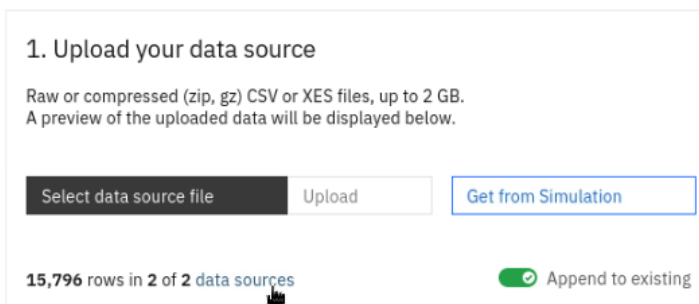 1. Upload your data source
Raw or compressed (zip, gz) CSV or XES files, up to 2 GB.
A preview of the uploaded data will be displayed below.
Select data source file
Upload
Get from Simulation
15,796 rows in 2 of 2 data sources
Append to existing